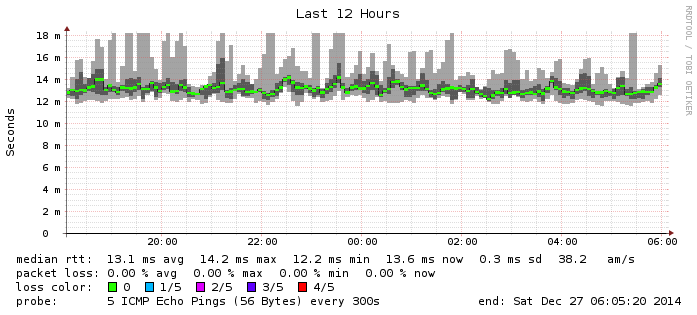 Last 12 Hours
RRDTOOL / TOBI OETIKER
Seconds
18 m
16 m
14 m
12 m
10 m
8 m
6 m
4 m
2 m
0
20:00 22:00 00:00 02:00 04:00 06:00
median rtt: 13.1 ms avg 14.2 ms max 12.2 ms min 13.6 ms now 0.3 ms sd 38.2 am/s
packet loss: 0.00 % avg 0.00 % max 0.00 % min 0.00 % now
loss color: 0 1/5 2/5 3/5 4/5
probe: 5 ICMP Echo Pings (56 Bytes) every 300s end: Sat Dec 27 06:05:20 2014